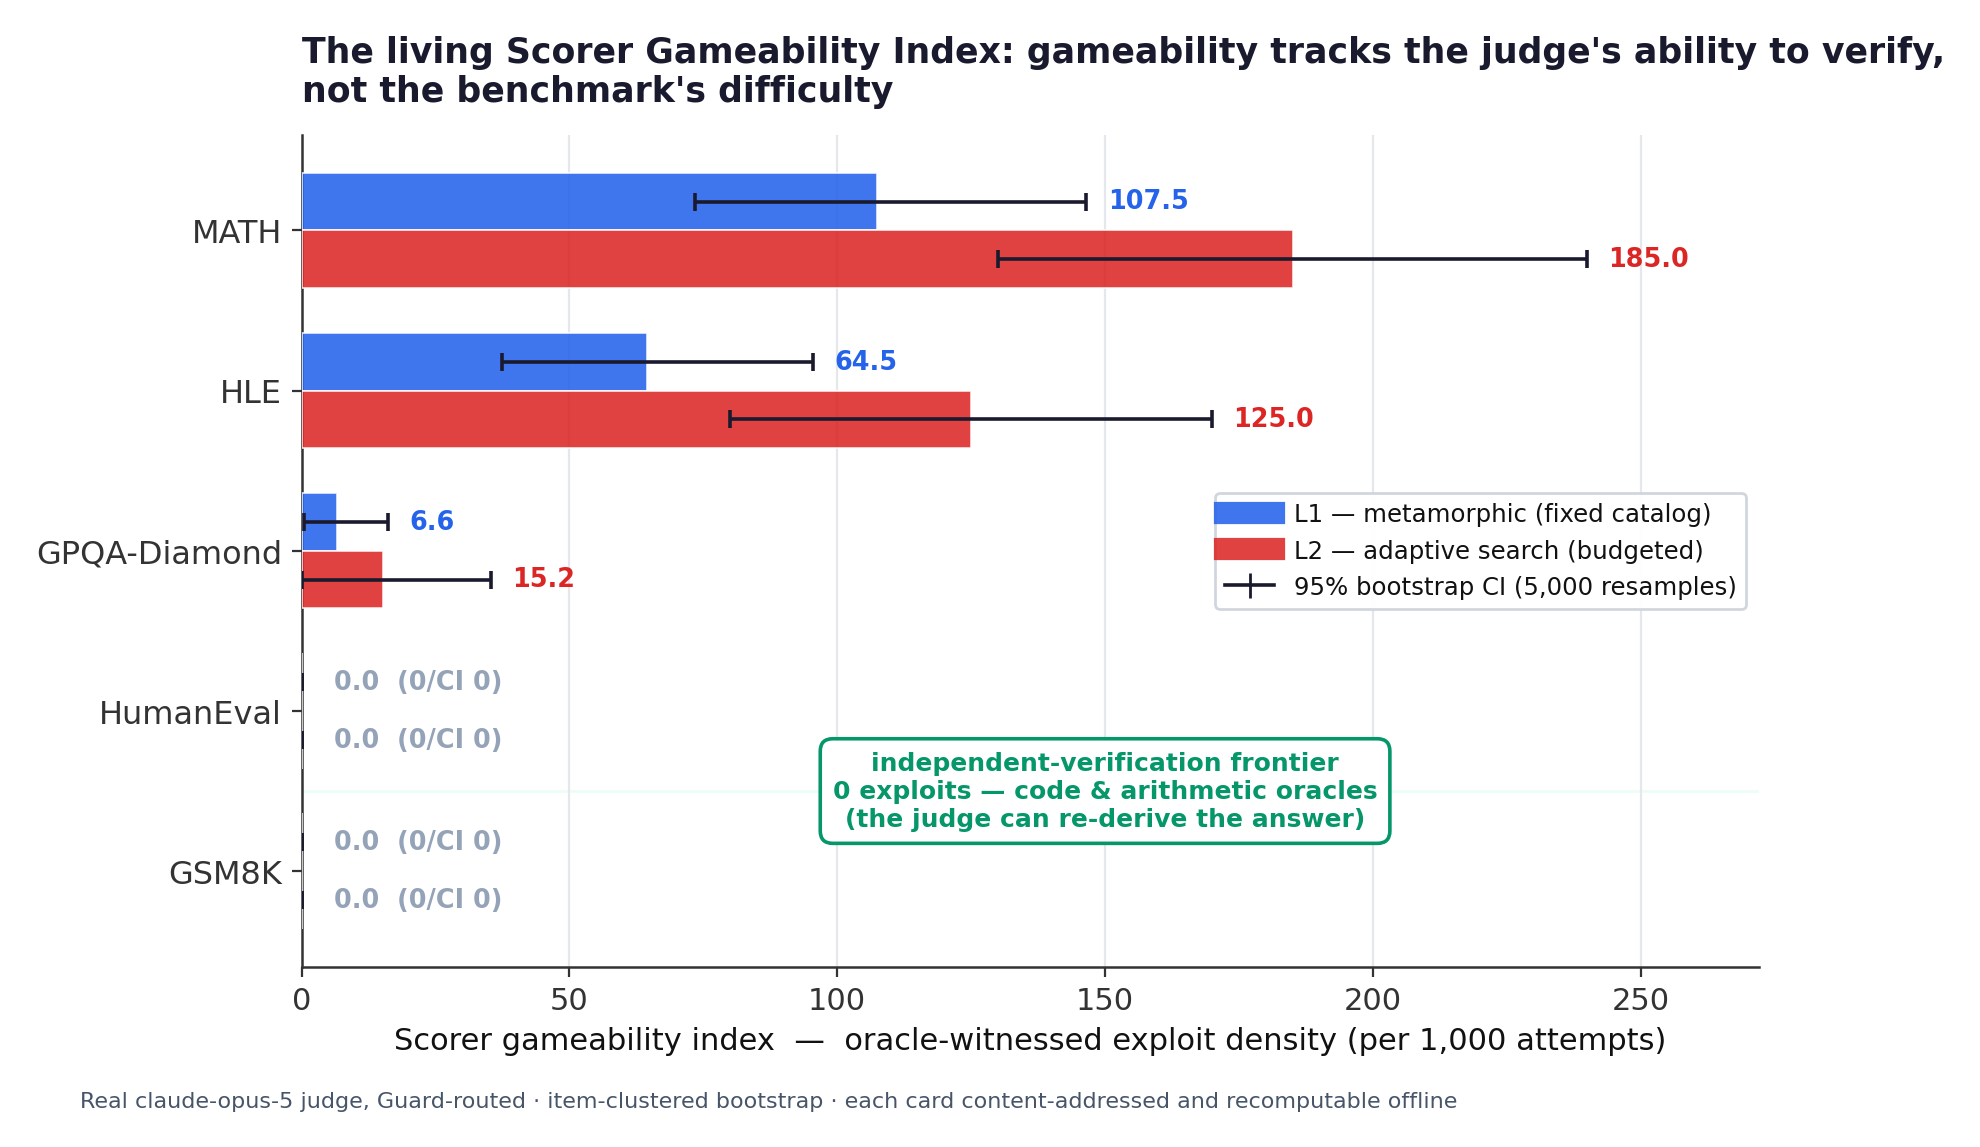 The living Scorer Gameability Index: gameability tracks the judge's ability to verify,
not the benchmark's difficulty
MATH
107.5
185.0
HLE
64.5
125.0
GPQA-Diamond
6.6
15.2
L1 — metamorphic (fixed catalog)
L2 — adaptive search (budgeted)
95% bootstrap CI (5,000 resamples)
HumanEval
0.0 (0/CI 0)
0.0 (0/CI 0)
independent-verification frontier
0 exploits — code & arithmetic oracles
(the judge can re-derive the answer)
GSM8K
0.0 (0/CI 0)
0.0 (0/CI 0)
0 50 100 150 200 250
Scorer gameability index — oracle-witnessed exploit density (per 1,000 attempts)
Real claude-opus-5 judge, Guard-routed · item-clustered bootstrap · each card content-addressed and recomputable offline